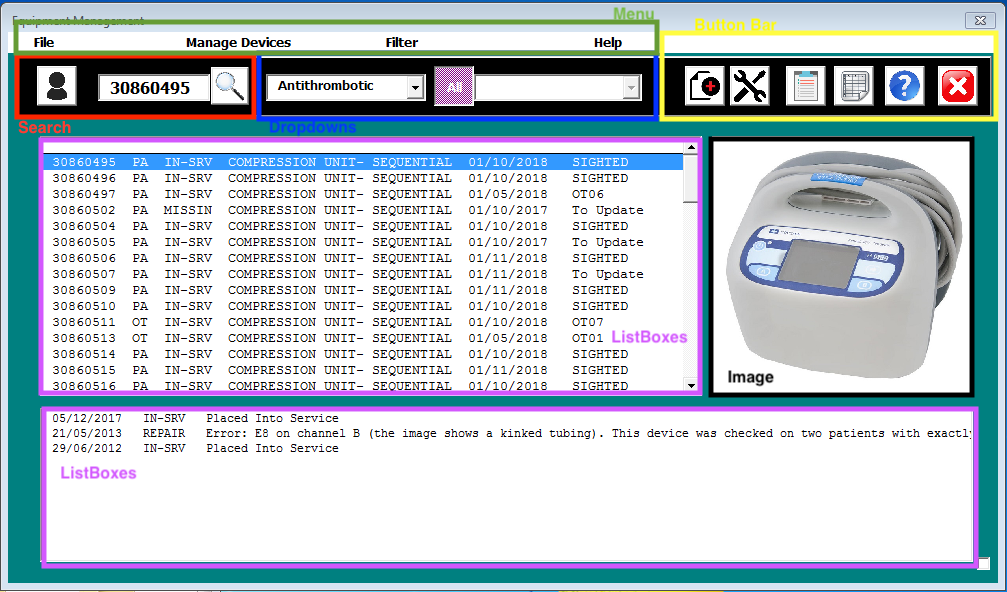 Equipment Management
Menu
Button Bar
File Manage Devices Filter Help
30860495
Antithrombotic
All
Search
Dropdowns
30860495 PA IN-SRV COMPRESSION UNIT- SEQUENTIAL 01/10/2018 SIGHTED
30860496 PA IN-SRV COMPRESSION UNIT- SEQUENTIAL 01/10/2018 SIGHTED
30860497 PA IN-SRV COMPRESSION UNIT- SEQUENTIAL 01/05/2018 OT06
30860502 PA MISSIN COMPRESSION UNIT- SEQUENTIAL 01/10/2017 To Update
30860504 PA IN-SRV COMPRESSION UNIT- SEQUENTIAL 01/10/2018 SIGHTED
30860505 PA IN-SRV COMPRESSION UNIT- SEQUENTIAL 01/10/2017 To Update
30860506 PA IN-SRV COMPRESSION UNIT- SEQUENTIAL 01/11/2018 SIGHTED
30860507 PA IN-SRV COMPRESSION UNIT- SEQUENTIAL 01/11/2018 To Update
30860509 PA IN-SRV COMPRESSION UNIT- SEQUENTIAL 01/11/2018 SIGHTED
30860510 PA IN-SRV COMPRESSION UNIT- SEQUENTIAL 01/10/2018 SIGHTED
30860511 OT IN-SRV COMPRESSION UNIT- SEQUENTIAL 01/10/2018 OT07
30860513 OT IN-SRV COMPRESSION UNIT- SEQUENTIAL 01/05/2018 OT01
ListBoxes
30860514 PA IN-SRV COMPRESSION UNIT- SEQUENTIAL 01/10/2018 SIGHTED
30860515 PA IN-SRV COMPRESSION UNIT- SEQUENTIAL 01/11/2018 SIGHTED
30860516 PA IN-SRV COMPRESSION UNIT- SEQUENTIAL 01/10/2018 SIGHTED
Image
05/12/2017 IN-SRV Placed Into Service
21/05/2013 REPAIR Error: E8 on channel B (the image shows a kinked tubing). This device was checked on two patients with exactly
29/06/2012 IN-SRV Placed Into Service
ListBoxes